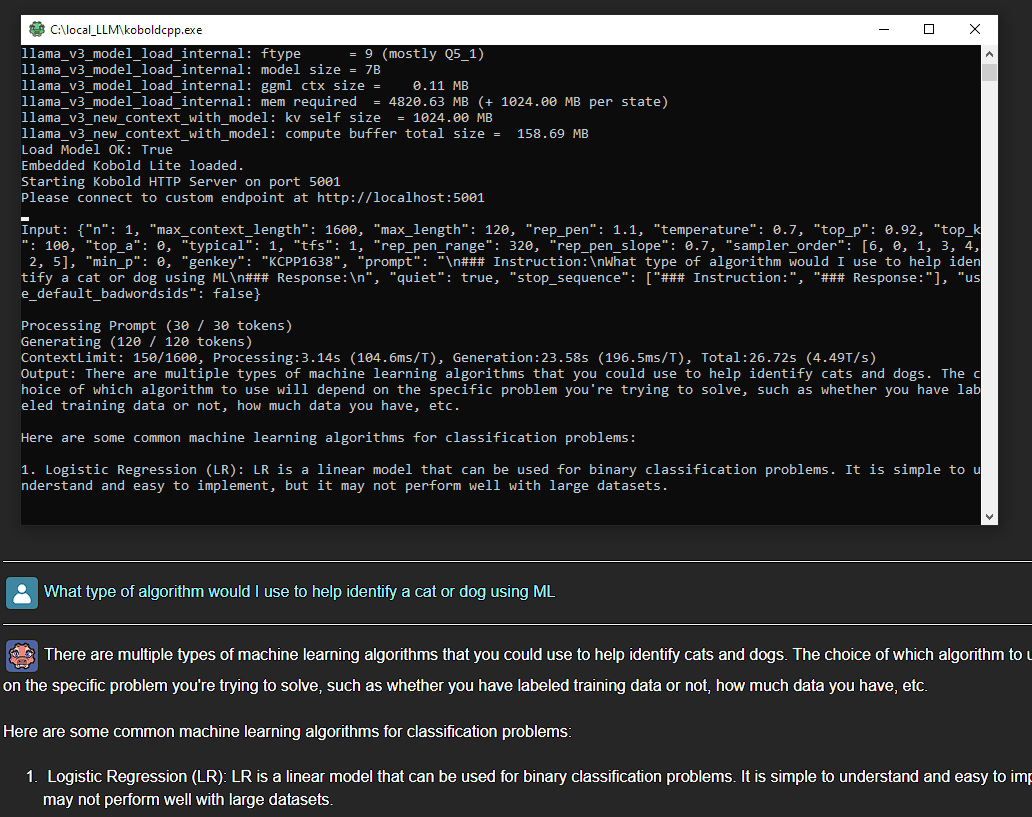 C:\local_LLM\koboldcpp.exe
llama_v3_model_load_internal: ftype      = 9 (mostly Q5_1)
llama_v3_model_load_internal: model size = 7B
llama_v3_model_load_internal: ggml ctx size =    0.11 MB
llama_v3_model_load_internal: mem required  = 4820.63 MB (+ 1024.00 MB per state)
llama_v3_new_context_with_model: kv self size  = 1024.00 MB
llama_v3_new_context_with_model: compute buffer total size =  158.69 MB
Load Model OK: True
Embedded Kobold Lite loaded.
Starting Kobold HTTP Server on port 5001
Please connect to custom endpoint at http://localhost:5001
Input: {"n": 1, "max_context_length": 1600, "max_length": 120, "rep_pen": 1.1, "temperature": 0.7, "top_p": 0.92, "top_k
": 100, "top_a": 0, "typical": 1, "tfs": 1, "rep_pen_range": 320, "rep_pen_slope": 0.7, "sampler_order": [6, 0, 1, 3, 4,
 2, 5], "min_p": 0, "genkey": "KCPP1638", "prompt": "\n### Instruction:\nWhat type of algorithm would I use to help iden
tify a cat or dog using ML\n### Response:\n", "quiet": true, "stop_sequence": ["### Instruction:", "### Response:"], "us
e_default_badwordsids": false}
Processing Prompt (30 / 30 tokens)
Generating (120 / 120 tokens)
ContextLimit: 150/1600, Processing:3.14s (104.6ms/T), Generation:23.58s (196.5ms/T), Total:26.72s (4.49T/s)
Output: There are multiple types of machine learning algorithms that you could use to help identify cats and dogs. The c
hoice of which algorithm to use will depend on the specific problem you're trying to solve, such as whether you have lab
eled training data or not, how much data you have, etc.
Here are some common machine learning algorithms for classification problems:
1. Logistic Regression (LR): LR is a linear model that can be used for binary classification problems. It is simple to u
nderstand and easy to implement, but it may not perform well with large datasets.
What type of algorithm would I use to help identify a cat or dog using ML
There are multiple types of machine learning algorithms that you could use to help identify cats and dogs. The choice of which algorithm to u
on the specific problem you're trying to solve, such as whether you have labeled training data or not, how much data you have, etc.
Here are some common machine learning algorithms for classification problems:
1. Logistic Regression (LR): LR is a linear model that can be used for binary classification problems. It is simple to understand and easy to imp
may not perform well with large datasets.